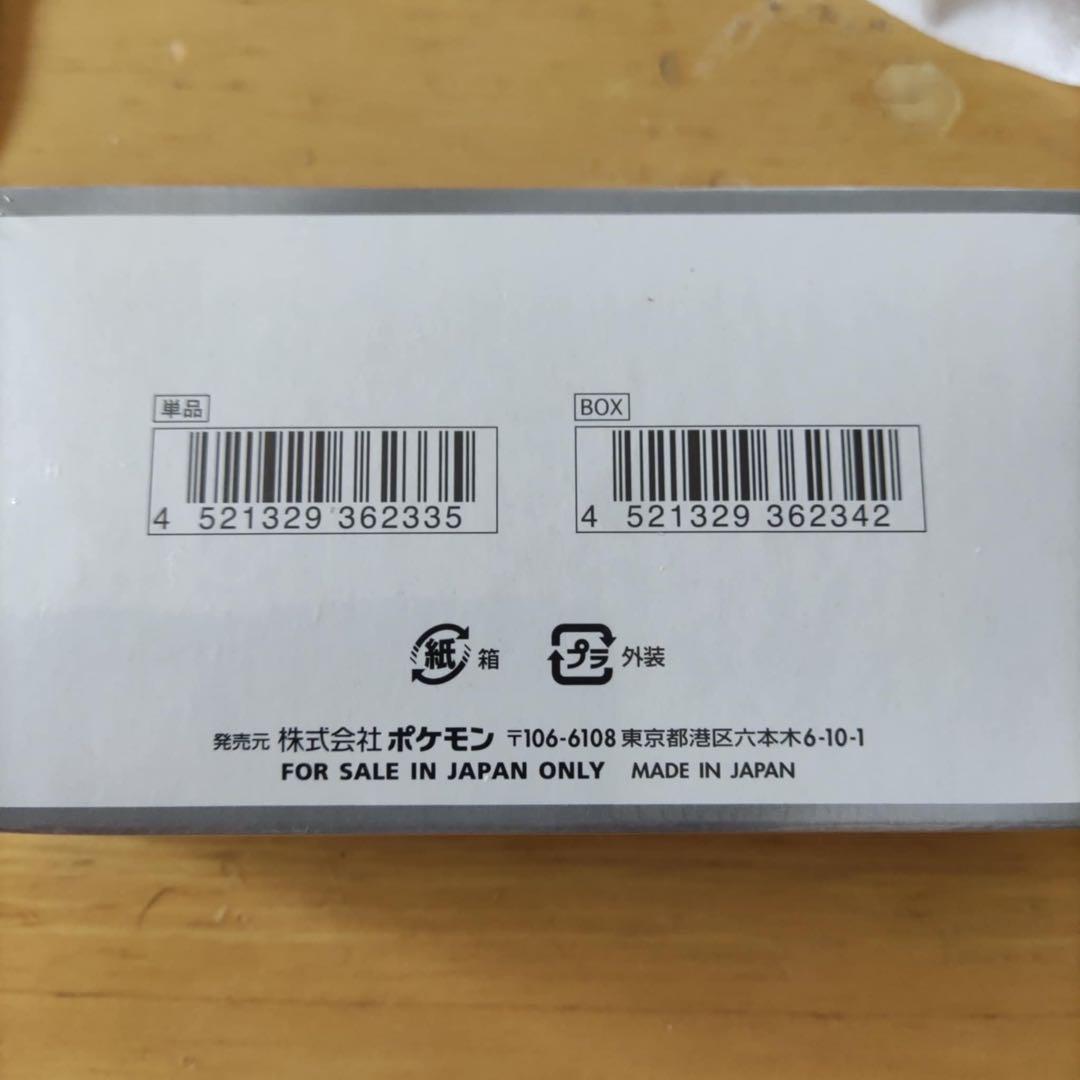 単品
BOX
4 521329 362335
4 521329 362342
紙 箱
プラ 外装
発売元 株式会社ポケモン 〒106-6108 東京都港区六本木6-10-1
FOR SALE IN JAPAN ONLY MADE IN JAPAN